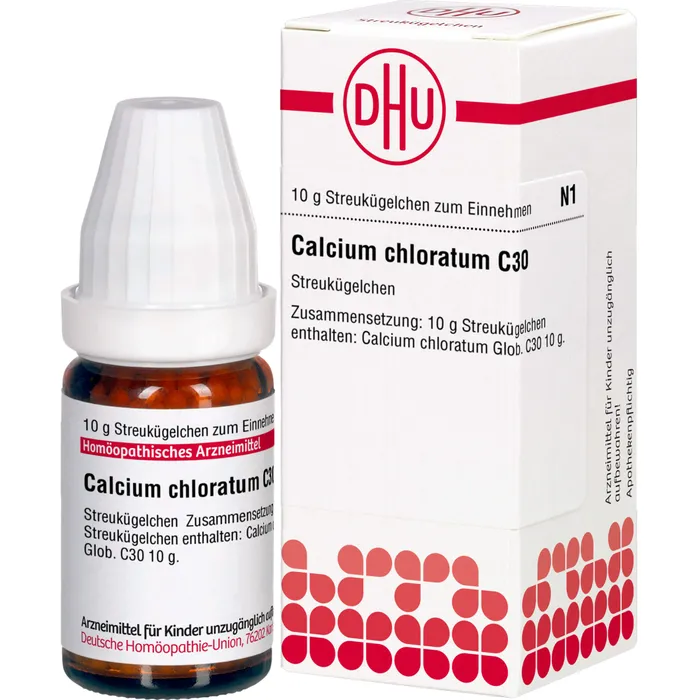 DHU
Streukügelchen
DHU
10 g Streukügelchen zum Einnehmen
N1
Calcium chloratum C30
Streukügelchen
Zusammensetzung: 10 g Streukügelchen
enthalten: Calcium chloratum Glob. C30 10 g.
Arzneimittel für Kinder unzugänglich
aufbewahren!
Apothekenpflichtig
10 g Streukügelchen zum Einnehmen
Homöopathisches Arzneimittel
Calcium chloratum C30
Streukügelchen Zusammensetzung
Streukügelchen enthalten: Calcium
Glob. C30 10 g.
Arzneimittel für Kinder unzugänglich
Deutsche Homöopathie-Union, 76202